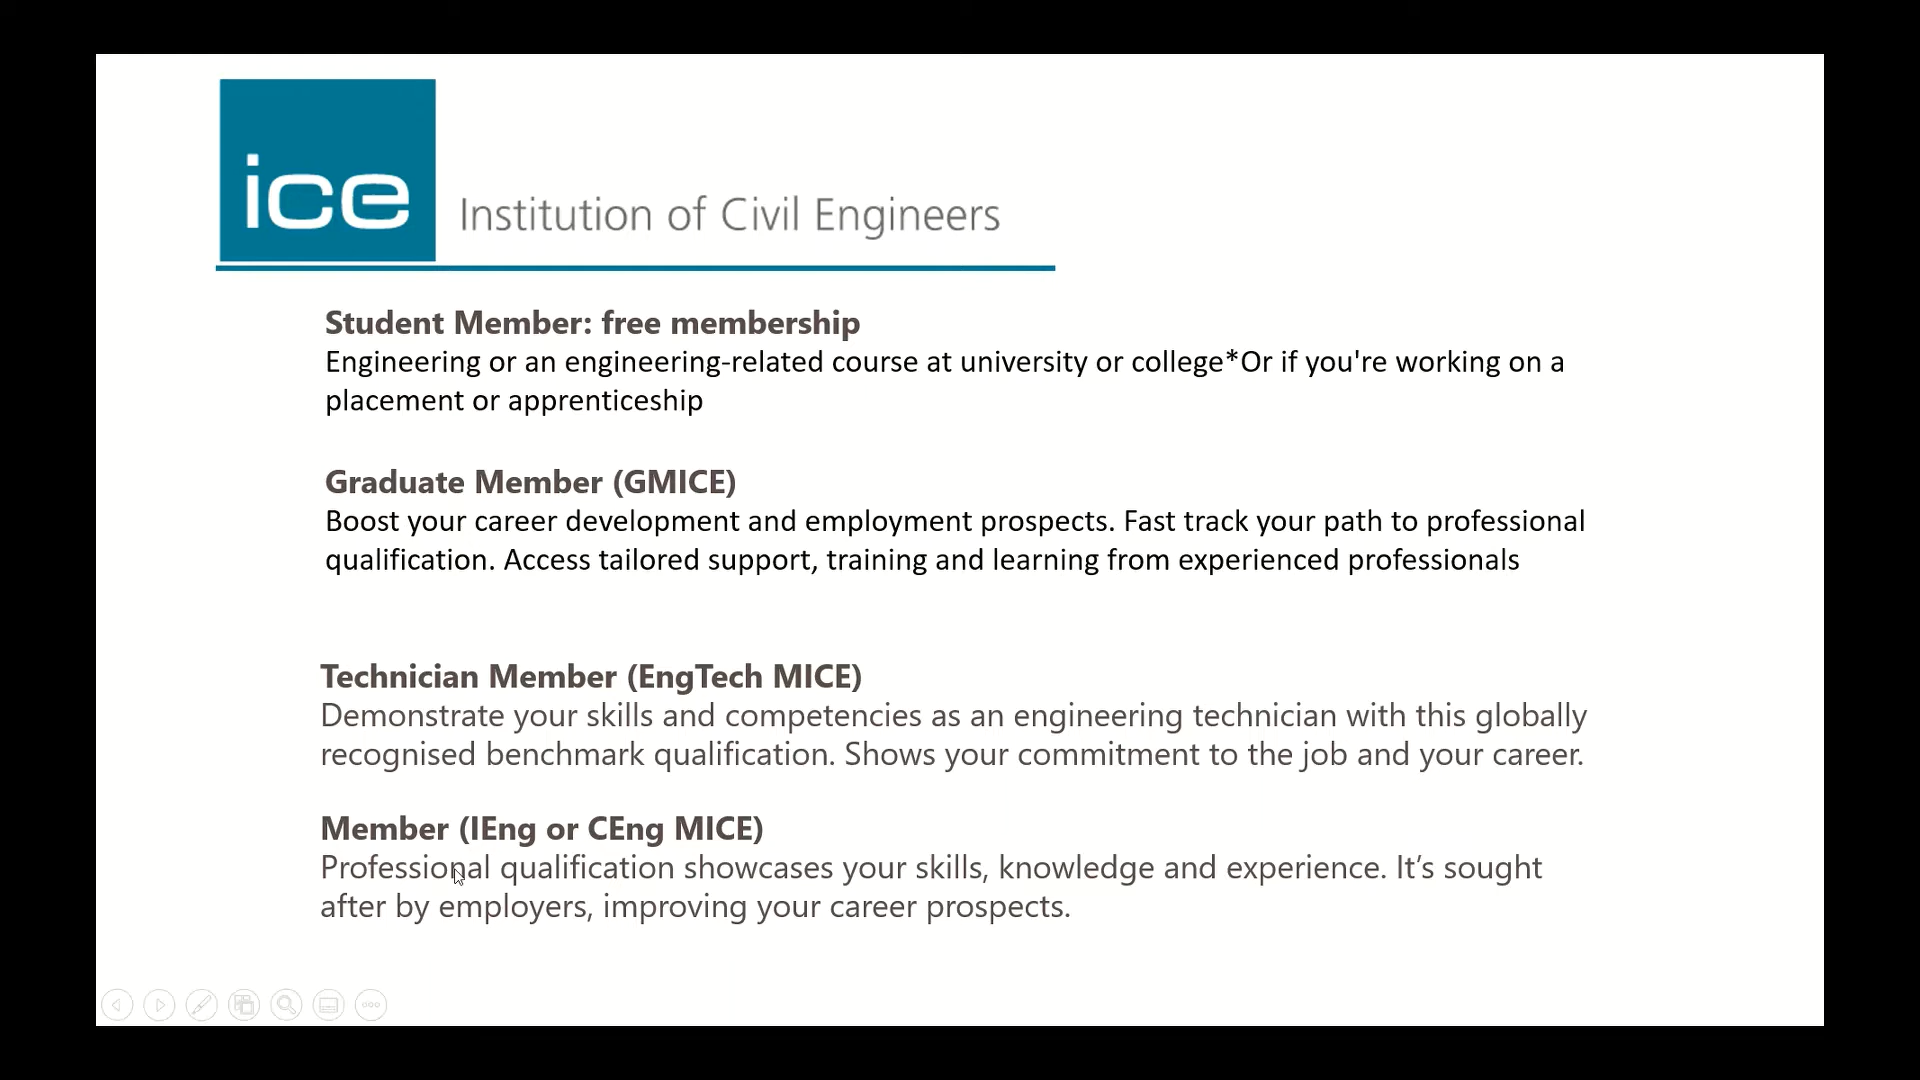 ice
Institution of Civil Engineers
Student Member: free membership
Engineering or an engineering-related course at university or college*Or if you're working on a
placement or apprenticeship
Graduate Member (GMICE)
Boost your career development and employment prospects. Fast track your path to professional
qualification. Access tailored support, training and learning from experienced professionals
Technician Member (EngTech MICE)
Demonstrate your skills and competencies as an engineering technician with this globally
recognised benchmark qualification. Shows your commitment to the job and your career.
Member (IEng or CEng MICE)
Professional qualification showcases your skills, knowledge and experience. It’s sought
after by employers, improving your career prospects.